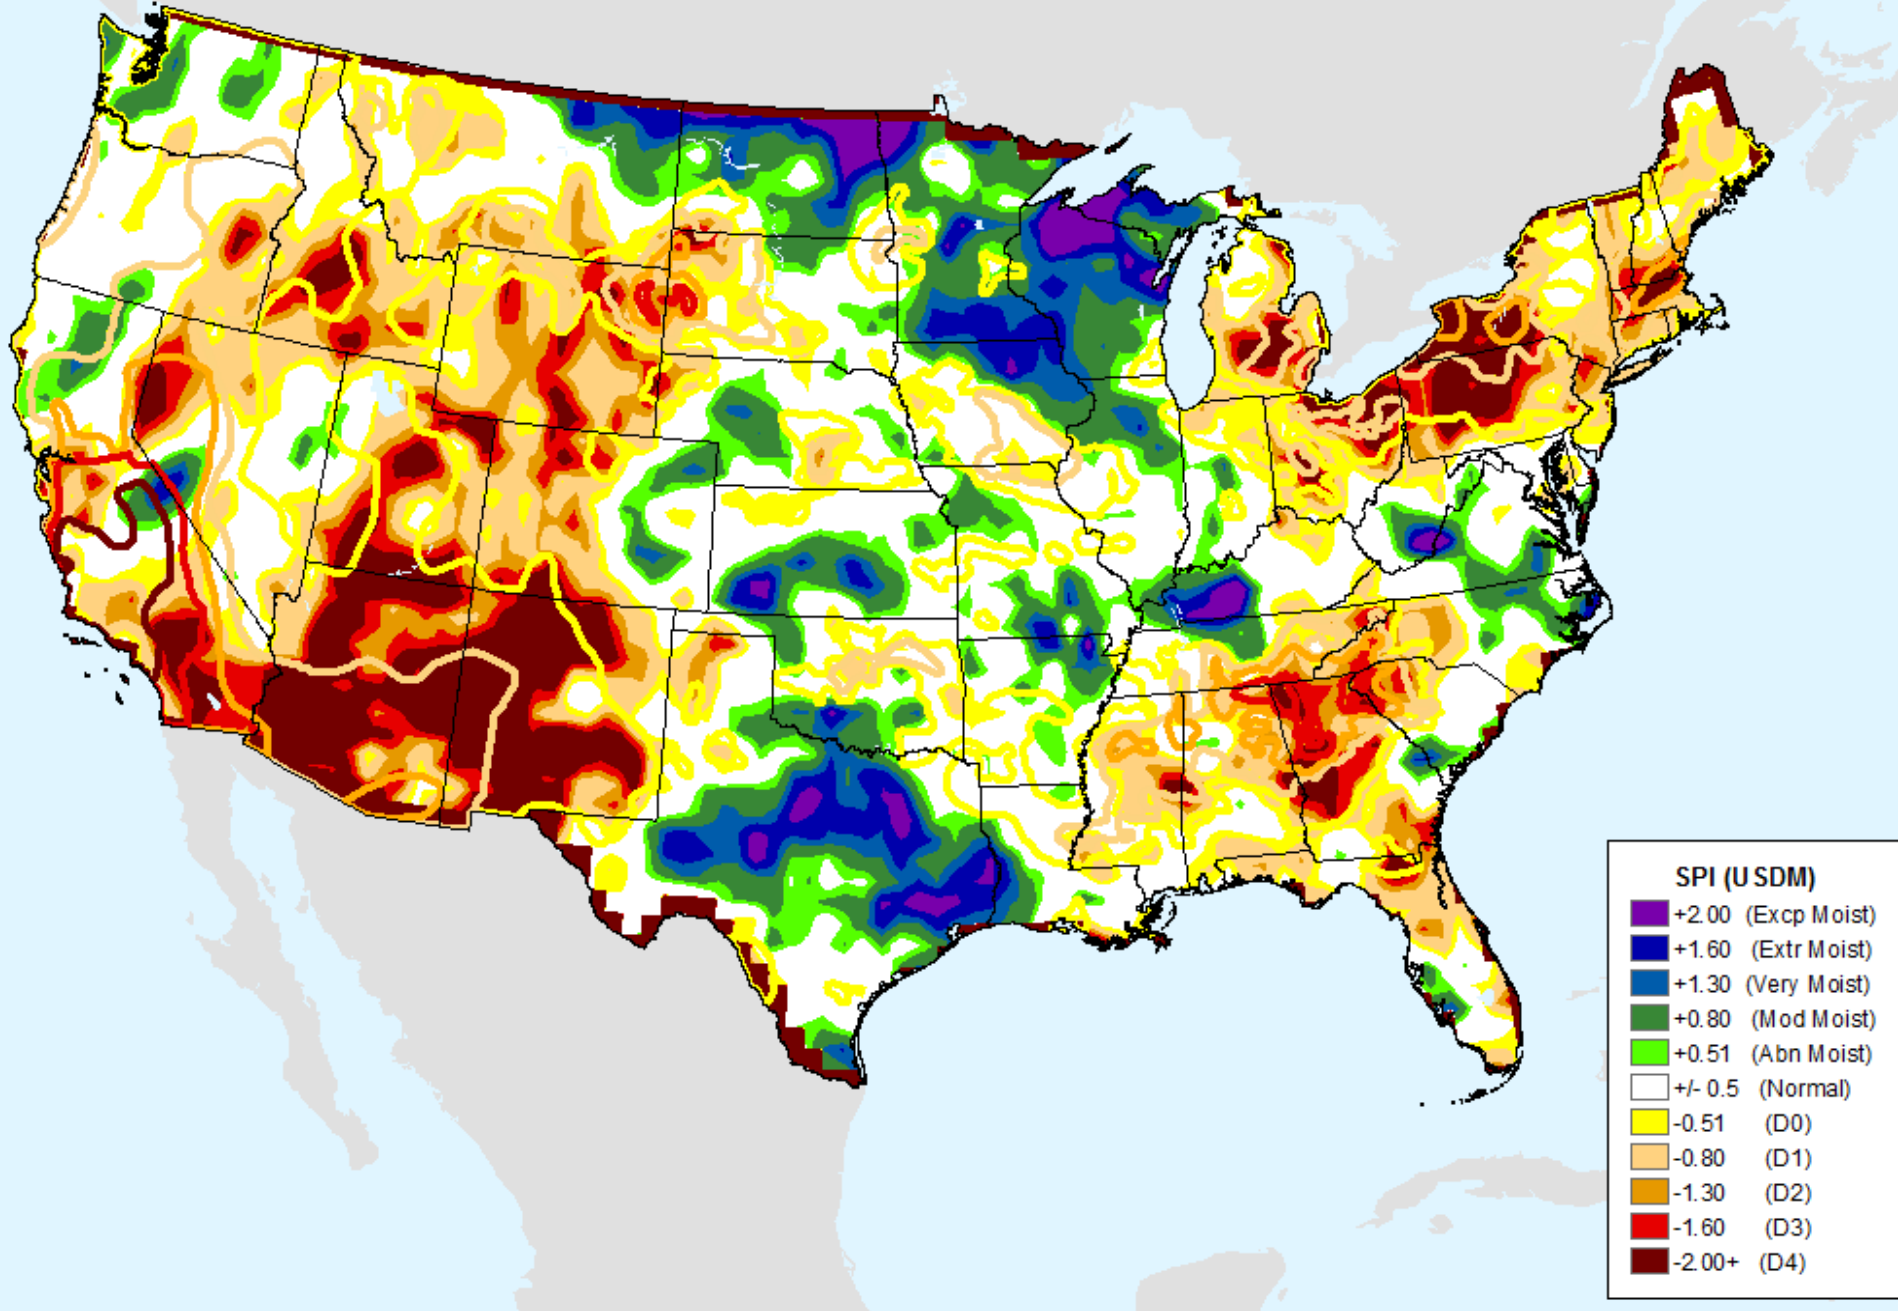 SPI (USDM)
+2.00 (Excp Moist)
+1.60 (Extr Moist)
+1.30 (Very Moist)
+0.80 (Mod Moist)
+0.51 (Abn Moist)
+/- 0.5 (Normal)
-0.51 (D0)
-0.80 (D1)
-1.30 (D2)
-1.60 (D3)
-2.00+ (D4)